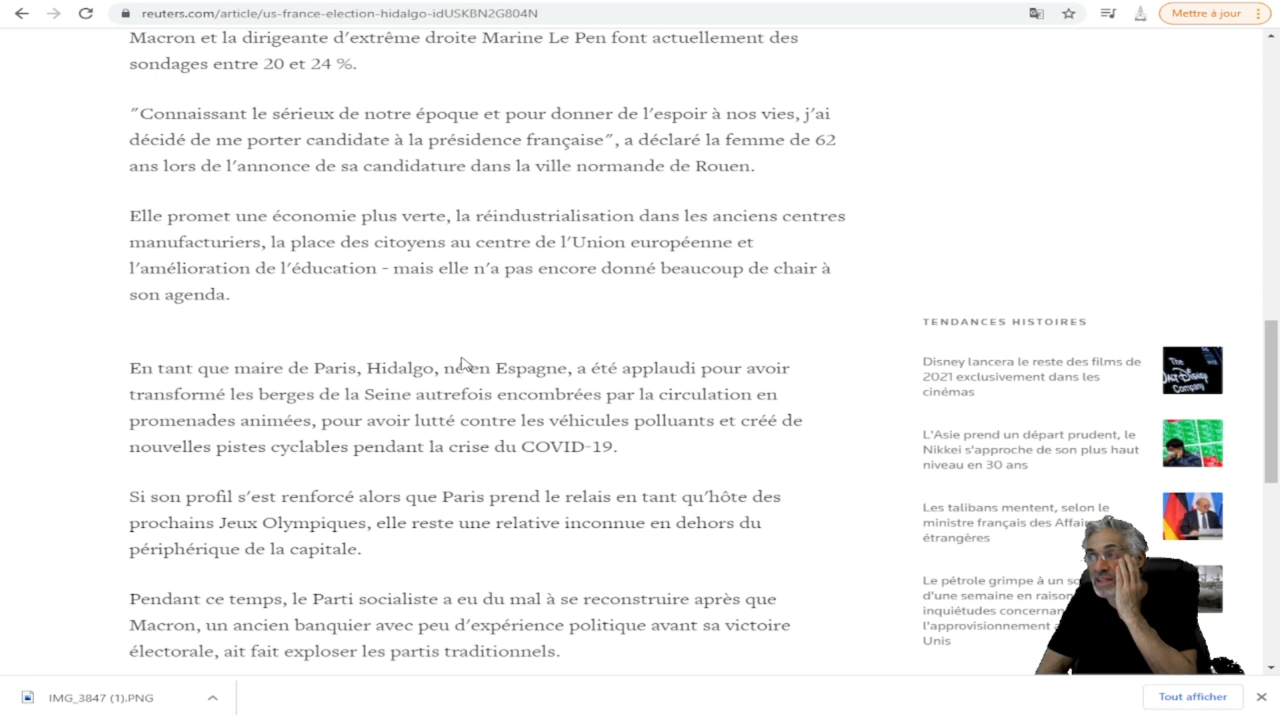 reuters.com/article/us-france-election-hidalgo-idUSKBN2G804N
Mettre à jour
Macron et la dirigeante d'extrême droite Marine Le Pen font actuellement des
sondages entre 20 et 24 %.
"Connaissant le sérieux de notre époque et pour donner de l'espoir à nos vies, j'ai
décidé de me porter candidate à la présidence française", a déclaré la femme de 62
ans lors de l'annonce de sa candidature dans la ville normande de Rouen.
Elle promet une économie plus verte, la réindustrialisation dans les anciens centres
manufacturiers, la place des citoyens au centre de l'Union européenne et
l'amélioration de l'éducation - mais elle n'a pas encore donné beaucoup de chair à
son agenda.
En tant que maire de Paris, Hidalgo, née en Espagne, a été applaudi pour avoir
transformé les berges de la Seine autrefois encombrées par la circulation en
promenades animées, pour avoir lutté contre les véhicules polluants et créé de
nouvelles pistes cyclables pendant la crise du COVID-19.
Si son profil s'est renforcé alors que Paris prend le relais en tant qu'hôte des
prochains Jeux Olympiques, elle reste une relative inconnue en dehors du
périphérique de la capitale.
Pendant ce temps, le Parti socialiste a eu du mal à se reconstruire après que
Macron, un ancien banquier avec peu d'expérience politique avant sa victoire
électorale, ait fait exploser les partis traditionnels.
TENDANCES HISTOIRES
Disney lancera le reste des films de
2021 exclusivement dans les
cinémas
The
WALT DISNEY
Company
L'Asie prend un départ prudent, le
Nikkei s'approche de son plus haut
niveau en 30 ans
Les talibans mentent, selon le
ministre français des Affai
étrangères
Le pétrole grimpe à un so
d'une semaine en raison
inquiétudes concernan
l'approvisionnement a
Unis
IMG_3847 (1).PNG
Tout afficher